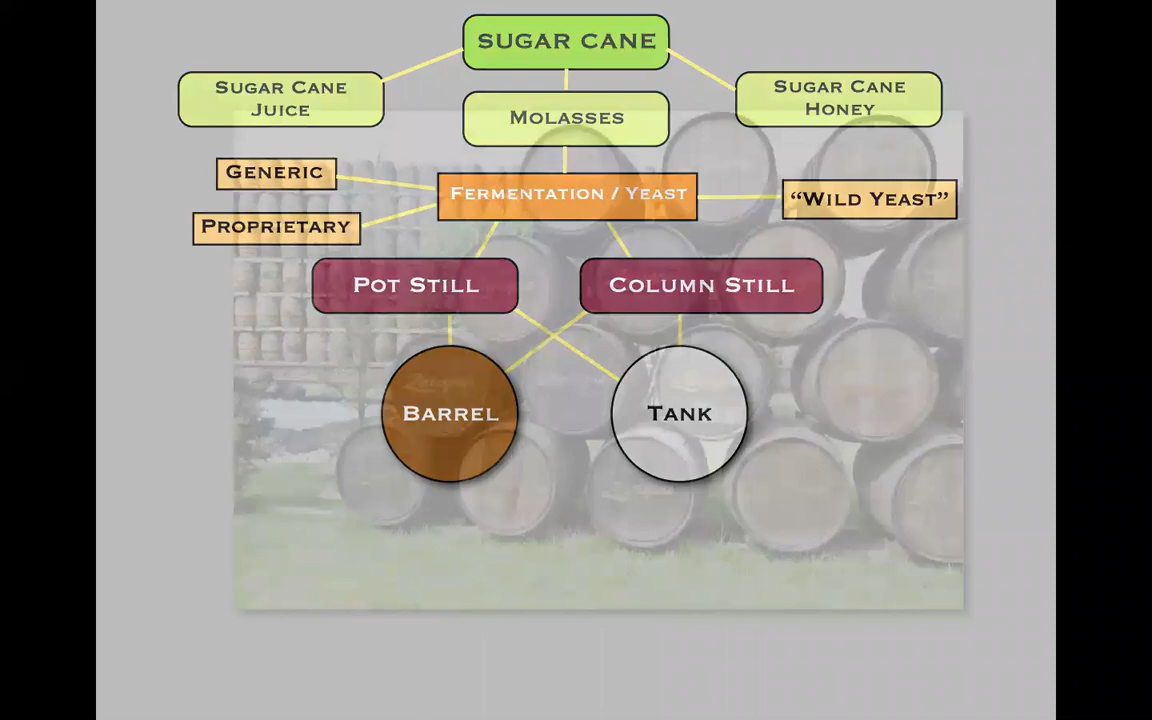 SUGAR CANE
SUGAR CANE
JUICE
MOLASSES
SUGAR CANE
HONEY
GENERIC
PROPRIETARY
FERMENTATION / YEAST
“WILD YEAST”
POT STILL
COLUMN STILL
BARREL
TANK